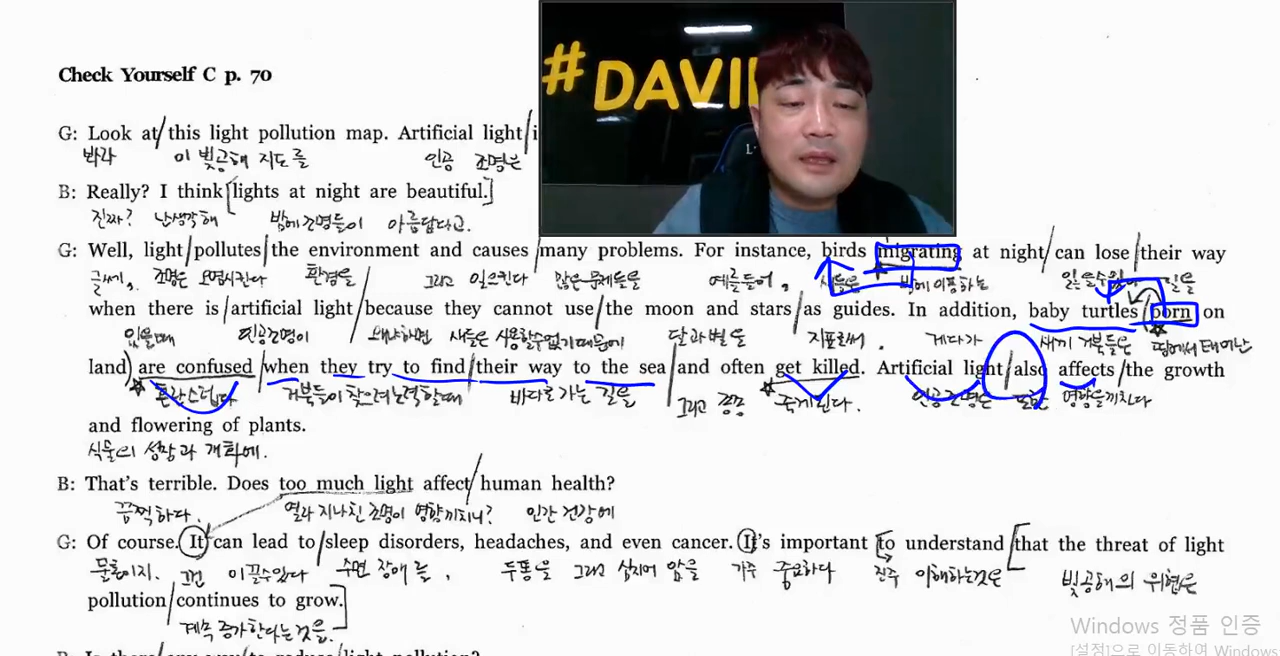 #DAVI
Check Yourself C p. 70
G: Look at this light pollution map. Artificial light i
봐라 이 빛공해 지도를 인공 조명은
B: Really? I think lights at night are beautiful.
진짜? 난생각해 밤에조명들이 아름답다고.
G: Well, light pollutes the environment and causes many problems. For instance, birds migrating at night can lose their way
글쎄, 조명은 오염시킨다 환경을 그리고 일으킨다 많은문제들을 예를들어, 새들은 밤에이동하는 잃을수있다 길을
when there is artificial light because they cannot use the moon and stars as guides. In addition, baby turtles born on
있을때 인공조명이 왜냐하면 새들은 사용할수없기때문에 달과별을 지표로써. 게다가 새끼 거북들은 땅에서태어난
land are confused when they try to find their way to the sea and often get killed. Artificial light also affects the growth
혼란스럽다 거북들이찾으려노력할때 바다로가는 길을 그리고 종종 죽게된다. 인공조명은 또한 영향을끼친다
and flowering of plants.
식물의 성장과 개화에.
B: That's terrible. Does too much light affect human health?
끔찍하다. 지나친조명이 영향끼치니? 인간건강에
G: Of course. It can lead to sleep disorders, headaches, and even cancer. It's important to understand that the threat of light
물론이지. 그건 이끌수있다 수면 장애를, 두통을 그리고 심지어 암을 가주 중요하다 진주 이해하는것은 빛공해의 위협은
pollution continues to grow.
계속 증가한다는것을.
B: Is there any way to reduce light pollution?
Windows 정품 인증
[설정]으로 이동하여 Windows